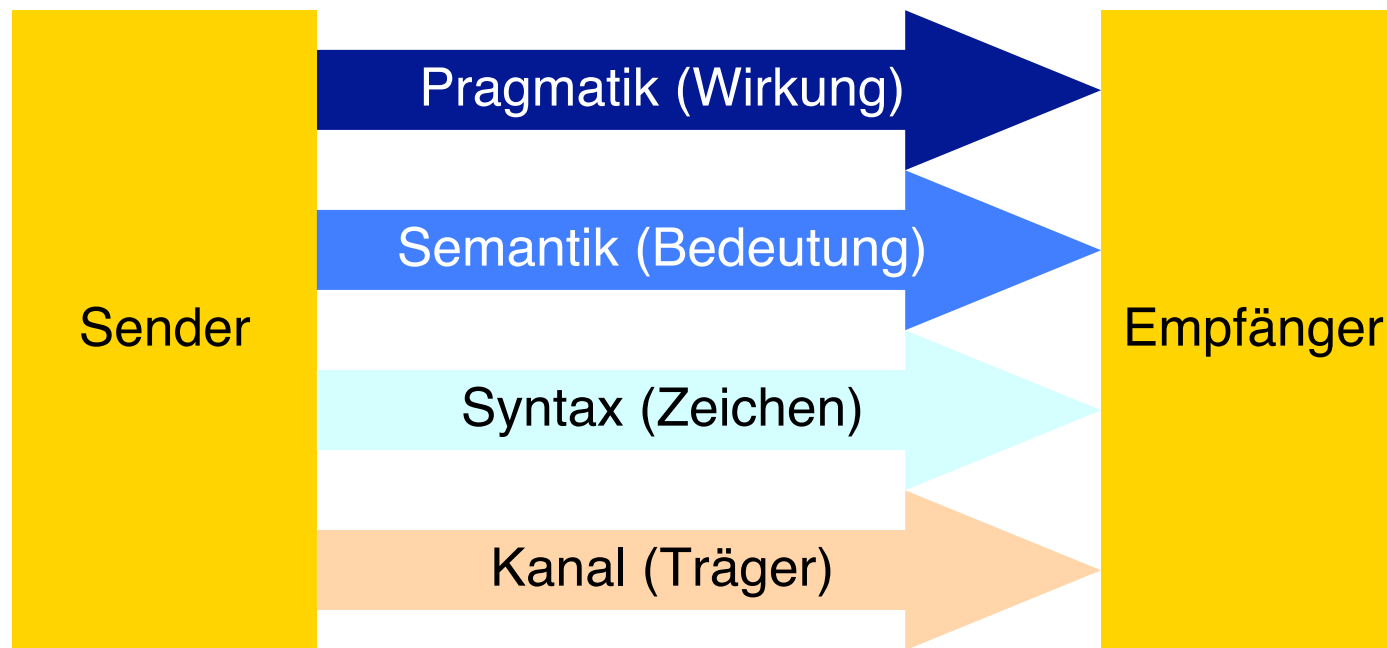 Pragmatik (Wirkung)
Semantik (Bedeutung)
Sender
Empfänger
Syntax (Zeichen)
Kanal (Träger)